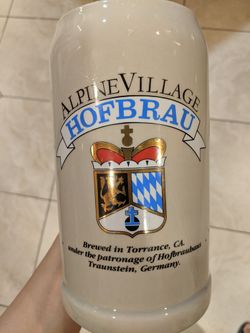 ALPINE VILLAGE
HOFBRAU
Brewed in Torrance, CA.
under the patronage of Hofbrauhaus
Traunstein, Germany.